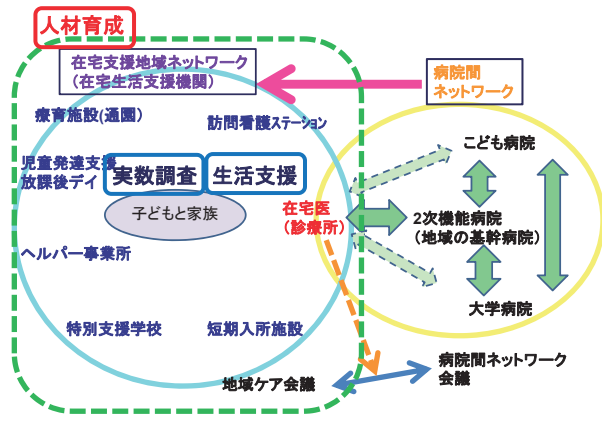 人材育成
在宅支援地域ネットワーク
（在宅生活支援機関）
病院間
ネットワーク
療育施設(通園)
訪問看護ｽﾃｰｼｮﾝ
こども病院
児童発達支援
放課後デイ
実数調査
生活支援
子どもと家族
在宅医
（診療所）
2次機能病院
（地域の基幹病院）
ヘルパー事業所
大学病院
特別支援学校
短期入所施設
地域ケア会議
病院間ネットワーク
会議